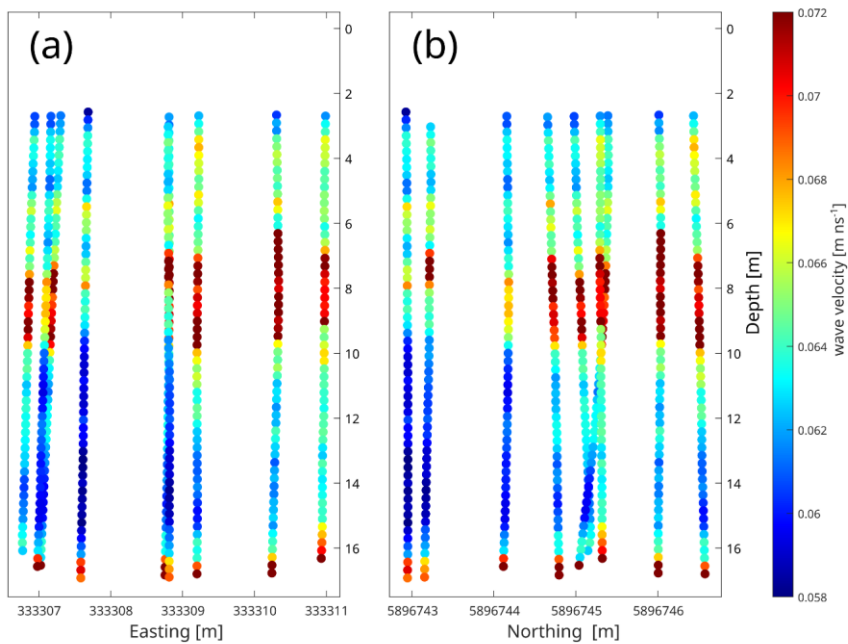 (a)
(b)
0
2
4
6
8
10
12
14
16
Depth [m]
333307 333308 333309 333310 333311
Easting [m]
5896743 5896744 5896745 5896746
Northing [m]
0.072
0.07
0.068
0.066
0.064
0.062
0.06
0.058
wave velocity [m ns⁻¹]